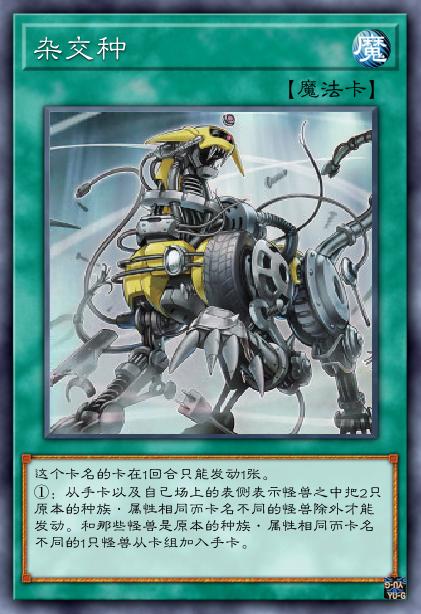 杂交种
魔
【魔法卡】
这个卡名的卡在1回合只能发动1张。
①：从手卡以及自己场上的表侧表示怪兽之中把2只
原本的种族·属性相同而卡名不同的怪兽除外才能
发动。和那些怪兽是原本的种族·属性相同而卡名
不同的1只怪兽从卡组加入手卡。